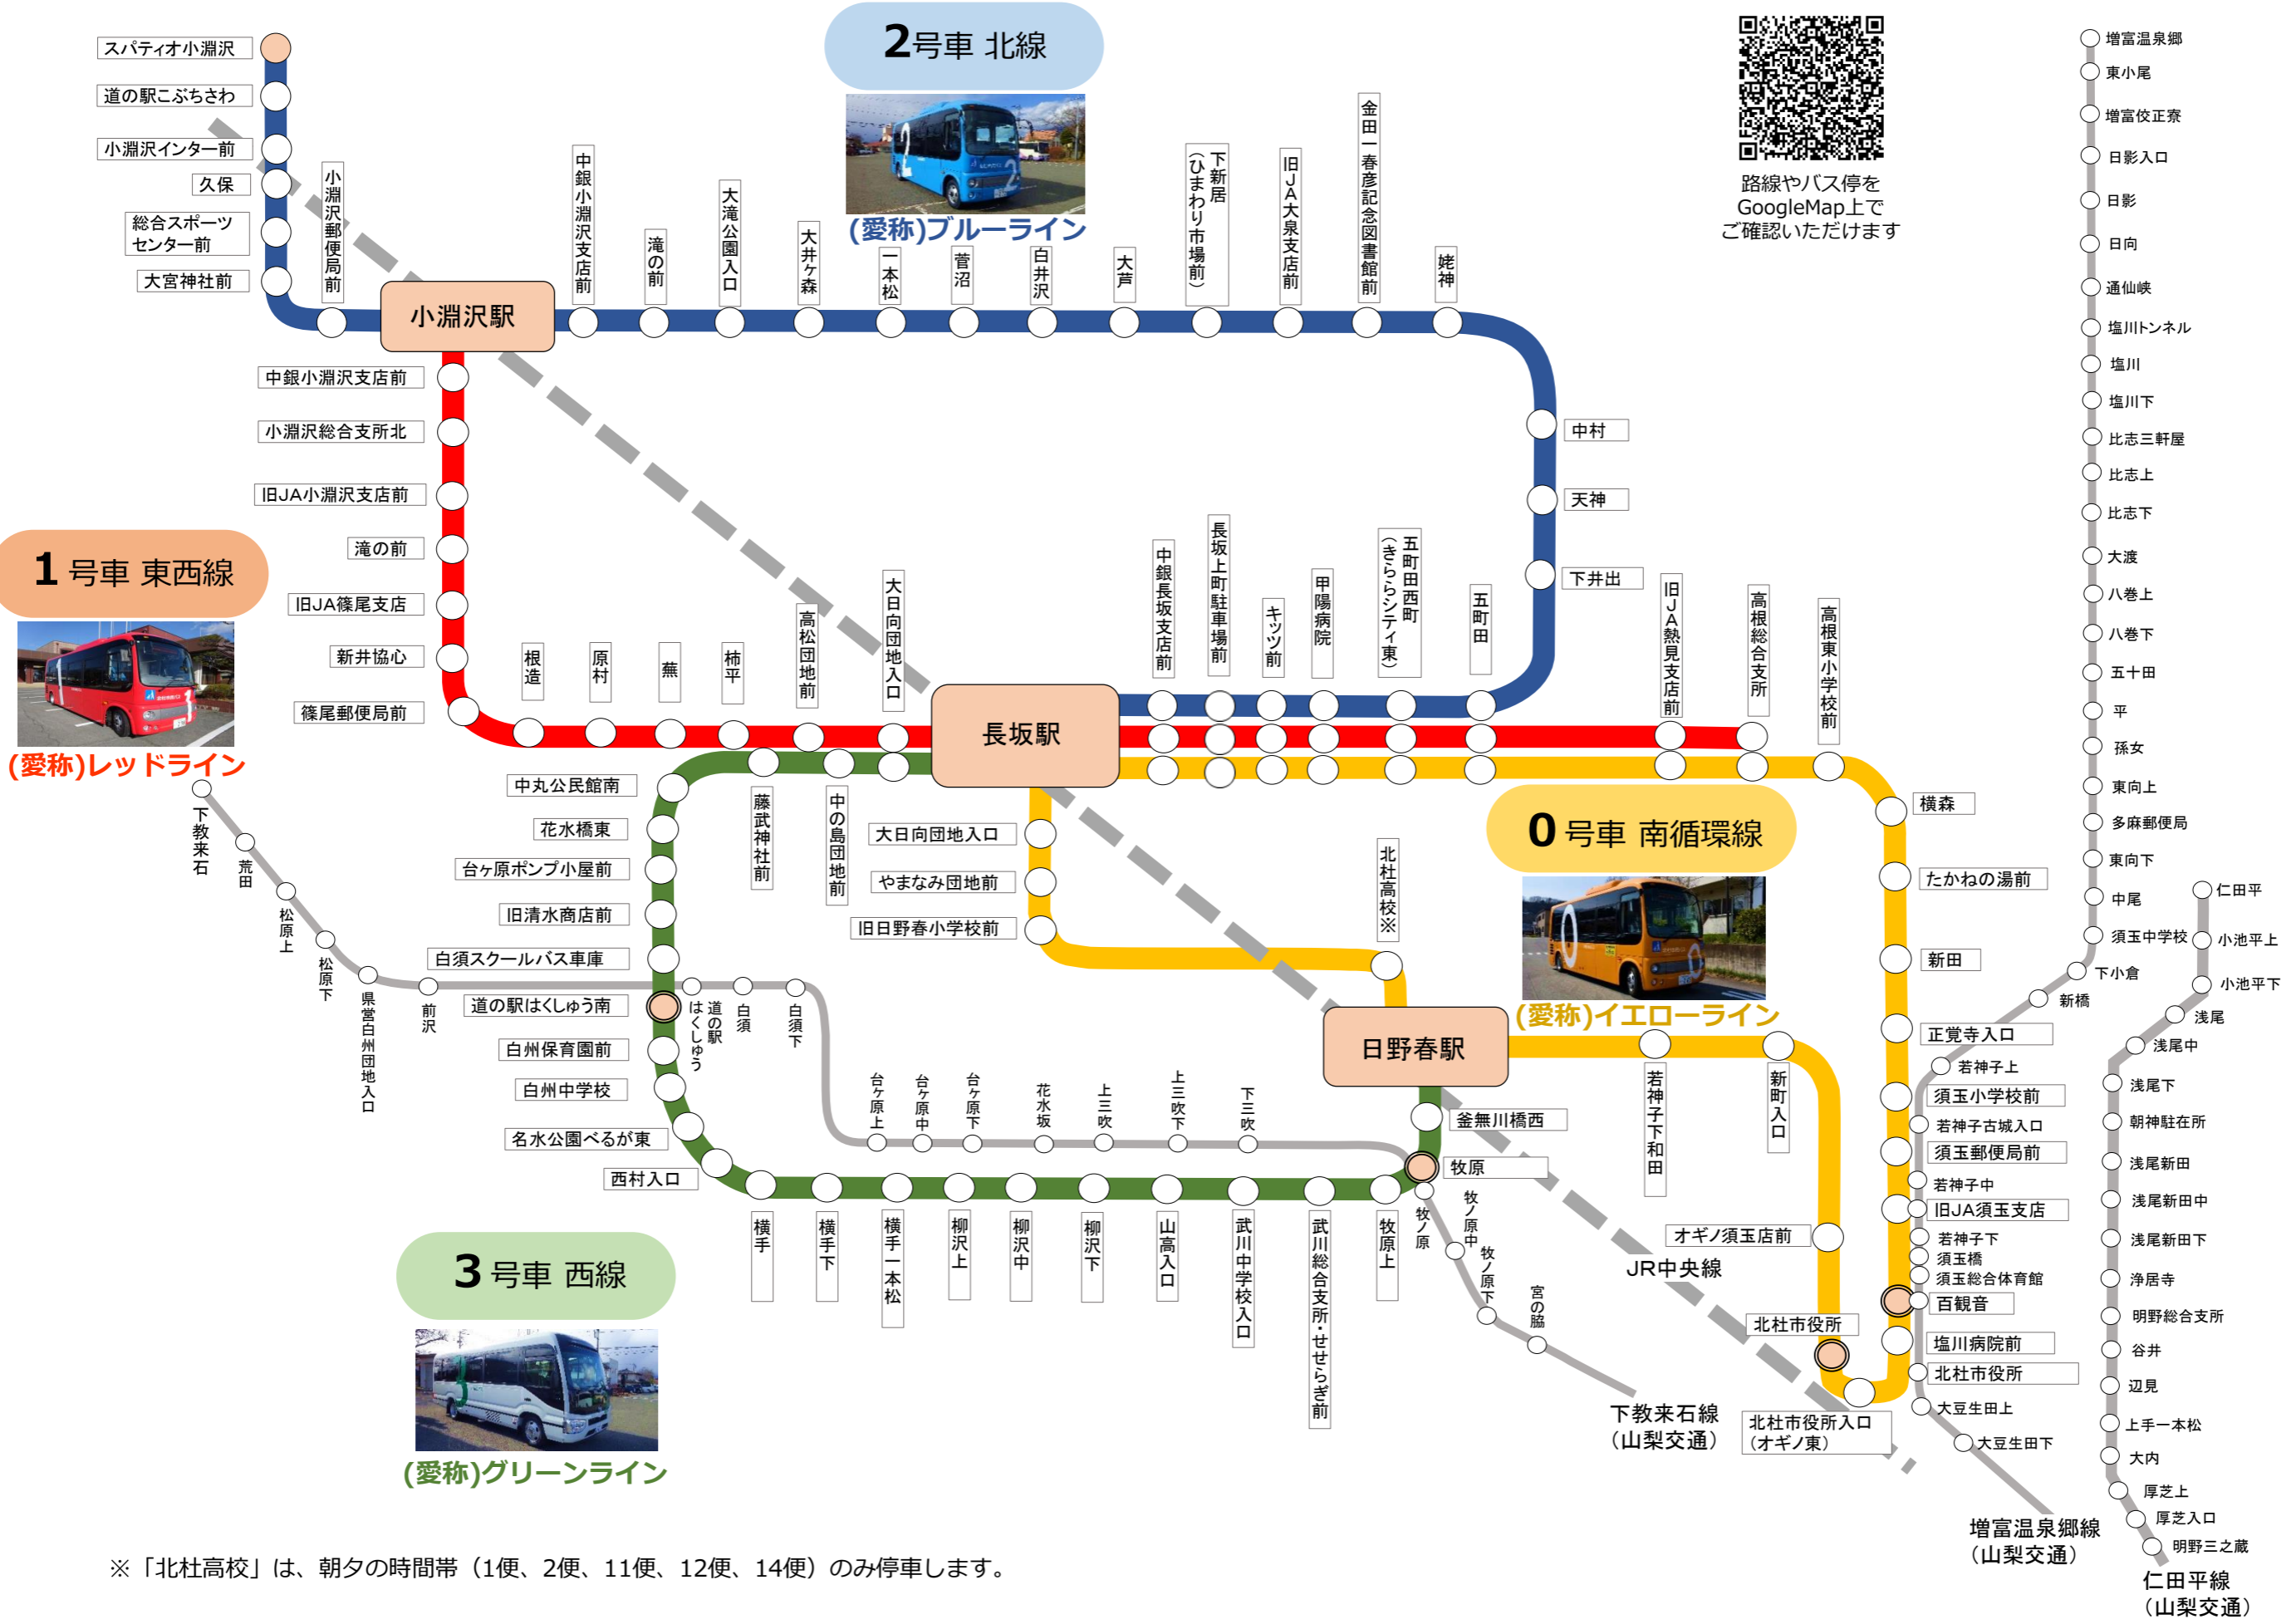 スパティオ小淵沢
道の駅こぶちさわ
小淵沢インター前
久保
総合スポーツ
センター前
大宮神社前
小淵沢郵便局前
小淵沢駅
2号車 北線
(愛称)ブルーライン
中銀小淵沢支店前
滝の前
大滝公園入口
大井ケ森
一本松
菅沼
白井沢
大芦
下新居
(ひまわり市場前)
旧JA大泉支店前
金田一春彦記念図書館前
姥神
中村
天神
下井出
五町田
五町田西町
(きららシティ東)
甲陽病院
キッツ前
長坂上町駐車場前
中銀長坂支店前
路線やバス停を
GoogleMap上で
ご確認いただけます
1 号車 東西線
(愛称)レッドライン
中銀小淵沢支店前
小淵沢総合支所北
旧JA小淵沢支店前
滝の前
旧JA篠尾支店
新井協心
篠尾郵便局前
根造
原村
蕪
柿平
高松団地前
大日向団地入口
長坂駅
旧JA熱見支店前
高根総合支所
高根東小学校前
0 号車 南循環線
(愛称)イエローライン
横森
たかねの湯前
新田
正覚寺入口
須玉小学校前
須玉郵便局前
旧JA須玉支店
百観音
塩川病院前
北杜市役所
北杜市役所入口
(オギノ東)
北杜市役所
オギノ須玉店前
新町入口
若神子下和田
日野春駅
北杜高校※
大日向団地入口
やまなみ団地前
旧日野春小学校前
3 号車 西線
(愛称)グリーンライン
中の島団地前
藤武神社前
中丸公民館南
花水橋東
台ヶ原ポンプ小屋前
旧清水商店前
白須スクールバス車庫
道の駅はくしゅう南
白州保育園前
白州中学校
名水公園べるが東
西村入口
横手
横手下
横手一本松
柳沢上
柳沢中
柳沢下
山高入口
武川中学校入口
武川総合支所・せせらぎ前
牧原上
牧原
釜無川橋西
下教来石
荒田
松原上
松原下
県営白州団地入口
前沢
道の駅
はくしゅう
白須
白須下
台ヶ原上
台ヶ原中
台ヶ原下
花水坂
上三吹
上三吹下
下三吹
牧ノ原
牧ノ原中
牧ノ原下
宮の脇
下教来石線
(山梨交通)
JR中央線
増富温泉郷
東小尾
増富佼正寮
日影入口
日影
日向
通仙峡
塩川トンネル
塩川
塩川下
比志三軒屋
比志上
比志下
大渡
八巻上
八巻下
五十田
平
孫女
東向上
多麻郵便局
東向下
中尾
須玉中学校
下小倉
新橋
若神子上
若神子古城入口
若神子中
若神子下
須玉橋
須玉総合体育館
大豆生田上
大豆生田下
増富温泉郷線
(山梨交通)
仁田平
小池平上
小池平下
浅尾
浅尾中
浅尾下
朝神駐在所
浅尾新田
浅尾新田中
浅尾新田下
浄居寺
明野総合支所
谷井
辺見
上手一本松
大内
厚芝上
厚芝入口
明野三之蔵
仁田平線
(山梨交通)
※「北杜高校」は、朝夕の時間帯（1便、2便、11便、12便、14便）のみ停車します。